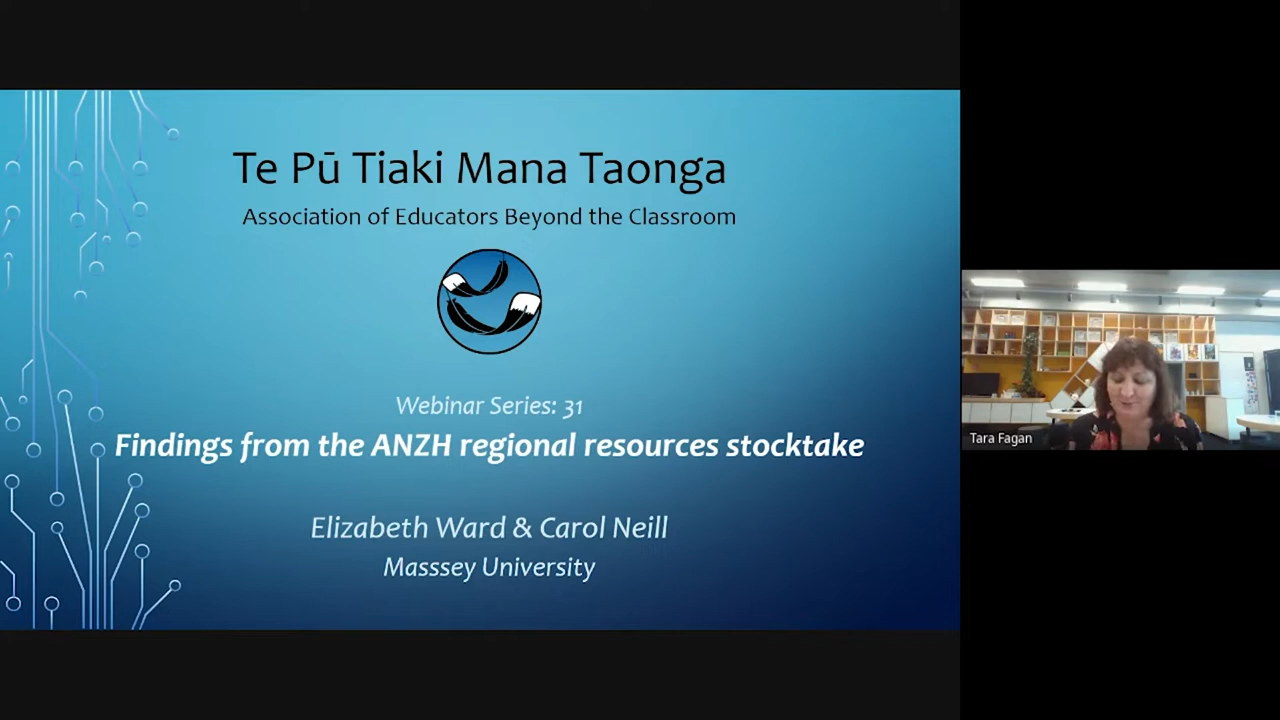 Te Pū Tiaki Mana Taonga
Association of Educators Beyond the Classroom
Webinar Series: 31
Findings from the ANZH regional resources stocktake
Elizabeth Ward & Carol Neill
Masssey University
Tara Fagan